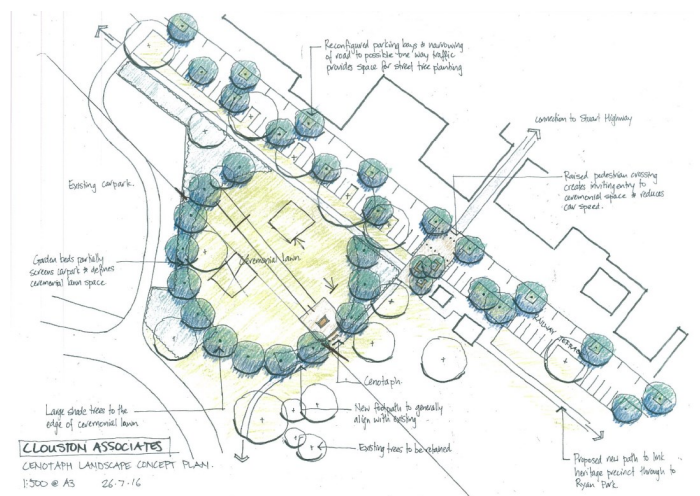 Reconfigured parking bays & narrowing
of road to possible 'one way' traffic
provides space for street tree planting
connection to Stuart Highway
Raised pedestrian crossing
creates inviting entry to
ceremonial space & reduces
car speed.
Existing carpark.
Garden beds partially
screens carpark & defines
ceremonial lawn space
Ceremonial lawn
RAILWAY TERRACE
Cenotaph
Large shade trees to the
edge of ceremonial lawn
New footpath to generally
align with existing
Existing trees to be retained
Proposed new path to link
heritage precinct through to
Ryan Park
CLOUSTON ASSOCIATES
CENOTAPH LANDSCAPE CONCEPT PLAN.
1:500 @ A3 26.7.16